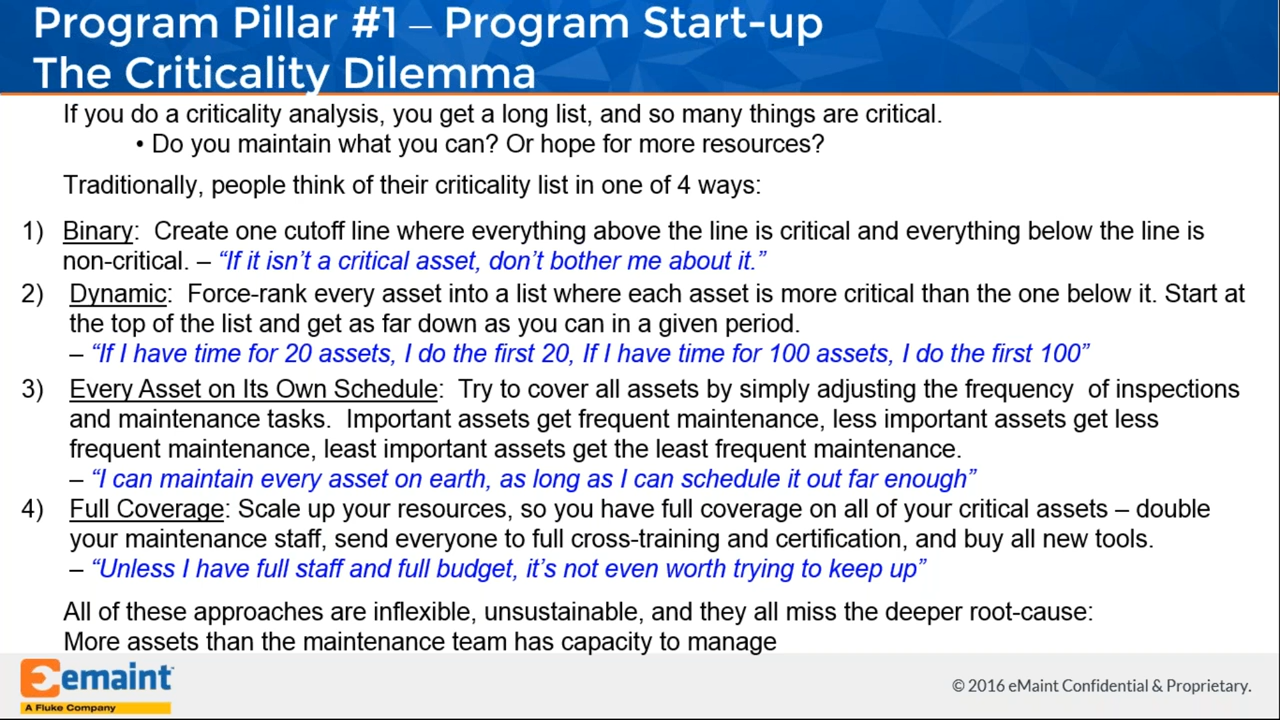 Program Pillar #1 – Program Start-up
The Criticality Dilemma
If you do a criticality analysis, you get a long list, and so many things are critical.
• Do you maintain what you can? Or hope for more resources?
Traditionally, people think of their criticality list in one of 4 ways:
1) Binary: Create one cutoff line where everything above the line is critical and everything below the line is
non-critical. – “If it isn’t a critical asset, don’t bother me about it.”
2) Dynamic: Force-rank every asset into a list where each asset is more critical than the one below it. Start at
the top of the list and get as far down as you can in a given period.
– “If I have time for 20 assets, I do the first 20, If I have time for 100 assets, I do the first 100”
3) Every Asset on Its Own Schedule: Try to cover all assets by simply adjusting the frequency of inspections
and maintenance tasks. Important assets get frequent maintenance, less important assets get less
frequent maintenance, least important assets get the least frequent maintenance.
– “I can maintain every asset on earth, as long as I can schedule it out far enough”
4) Full Coverage: Scale up your resources, so you have full coverage on all of your critical assets – double
your maintenance staff, send everyone to full cross-training and certification, and buy all new tools.
– “Unless I have full staff and full budget, it’s not even worth trying to keep up”
All of these approaches are inflexible, unsustainable, and they all miss the deeper root-cause:
More assets than the maintenance team has capacity to manage
emaint™
A Fluke Company
© 2016 eMaint Confidential & Proprietary.